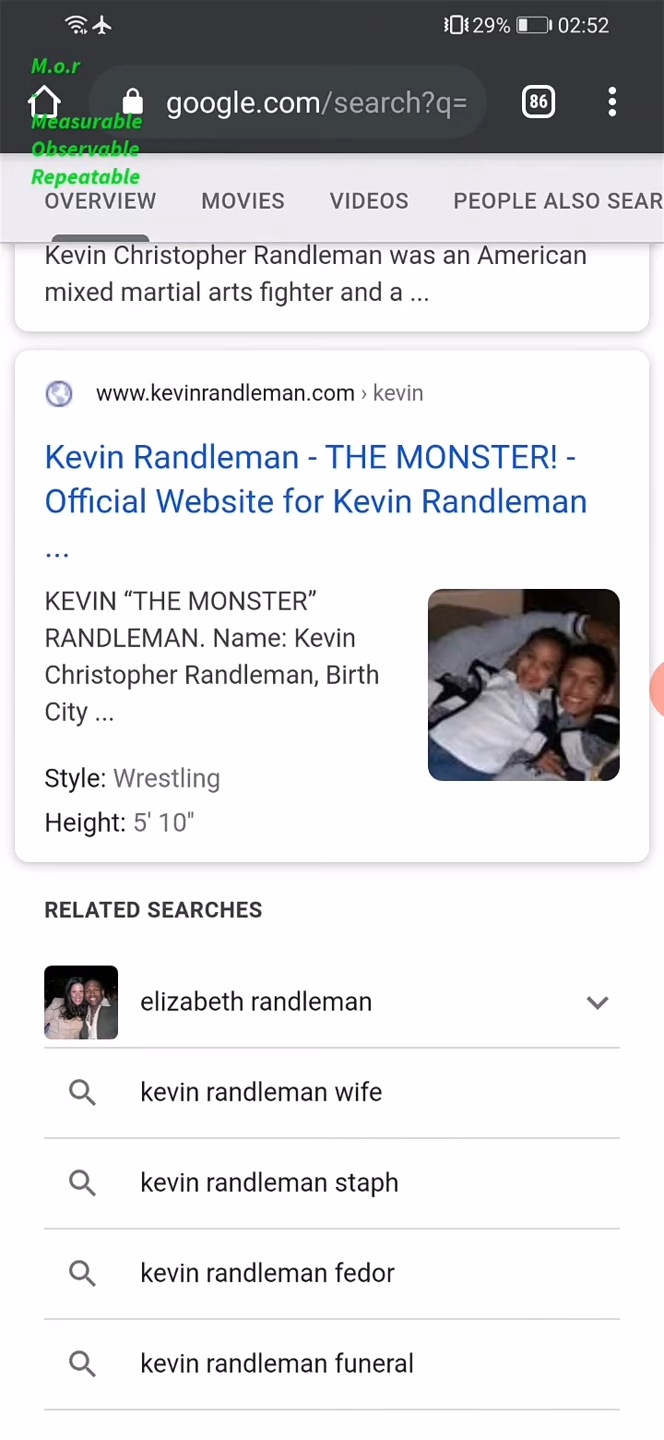 29% 02:52
M.o.r
google.com/search?q=
86
Measurable
Observable
Repeatable
OVERVIEW MOVIES VIDEOS PEOPLE ALSO SEAR
Kevin Christopher Randleman was an American
mixed martial arts fighter and a ...
www.kevinrandleman.com › kevin
Kevin Randleman - THE MONSTER! -
Official Website for Kevin Randleman
...
KEVIN “THE MONSTER”
RANDLEMAN. Name: Kevin
Christopher Randleman, Birth
City ...
Style: Wrestling
Height: 5' 10"
RELATED SEARCHES
elizabeth randleman
kevin randleman wife
kevin randleman staph
kevin randleman fedor
kevin randleman funeral